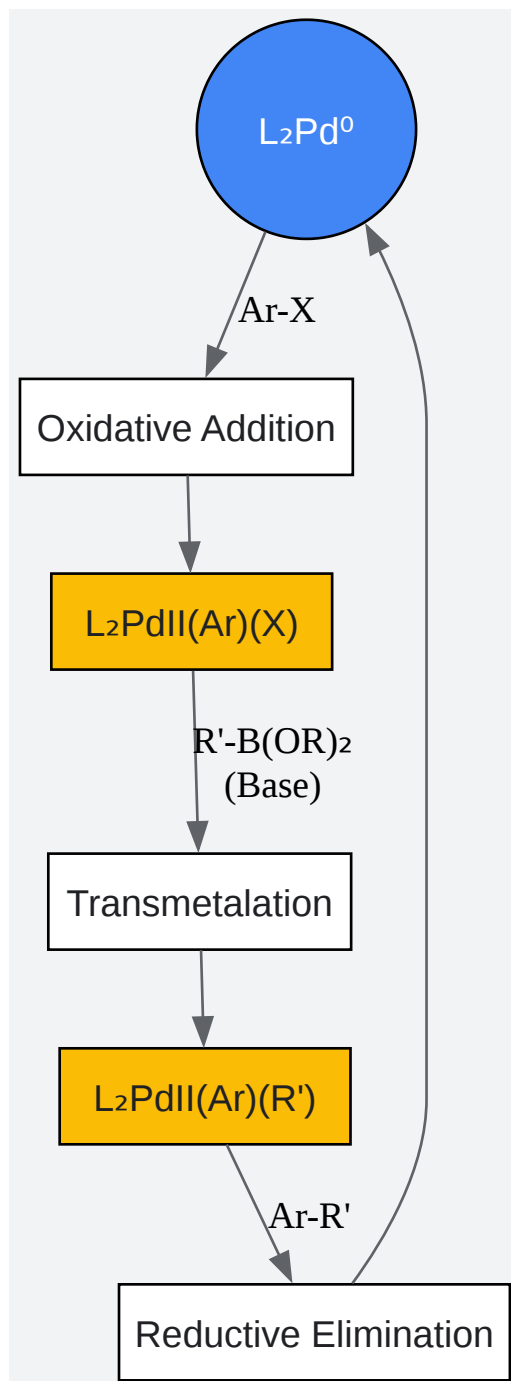 L₂Pd⁰
Ar-X
Oxidative Addition
L₂PdII(Ar)(X)
R'-B(OR)₂
(Base)
Transmetalation
L₂PdII(Ar)(R')
Ar-R'
Reductive Elimination